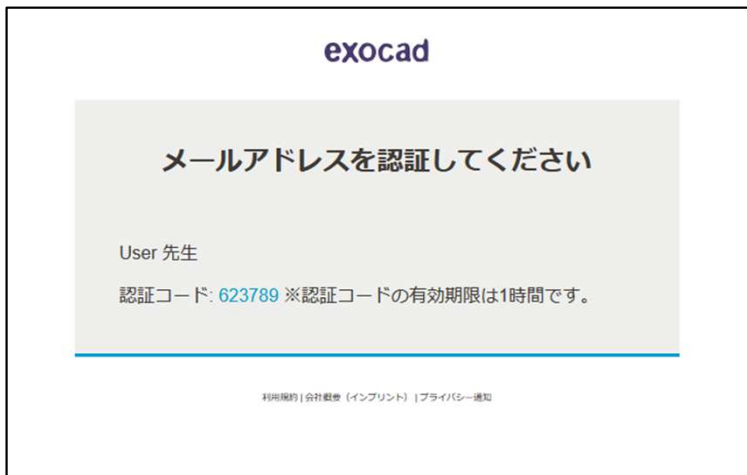 exocad
メールアドレスを認証してください
User 先生
認証コード: 623789 ※認証コードの有効期限は1時間です。
利用規約 | 会社概要（インプリント） | プライバシー通知